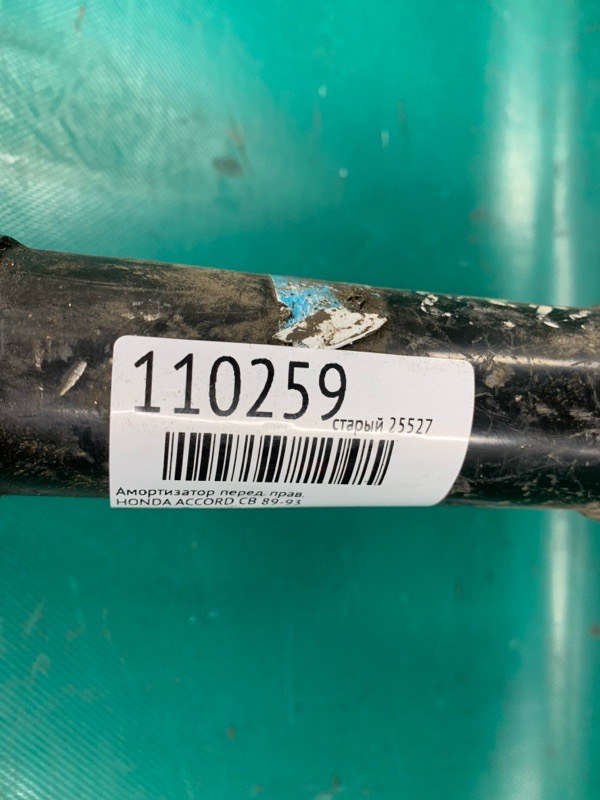 110259
старый 25527
Амортизатор перед. прав.
HONDA ACCORD CB 89-93